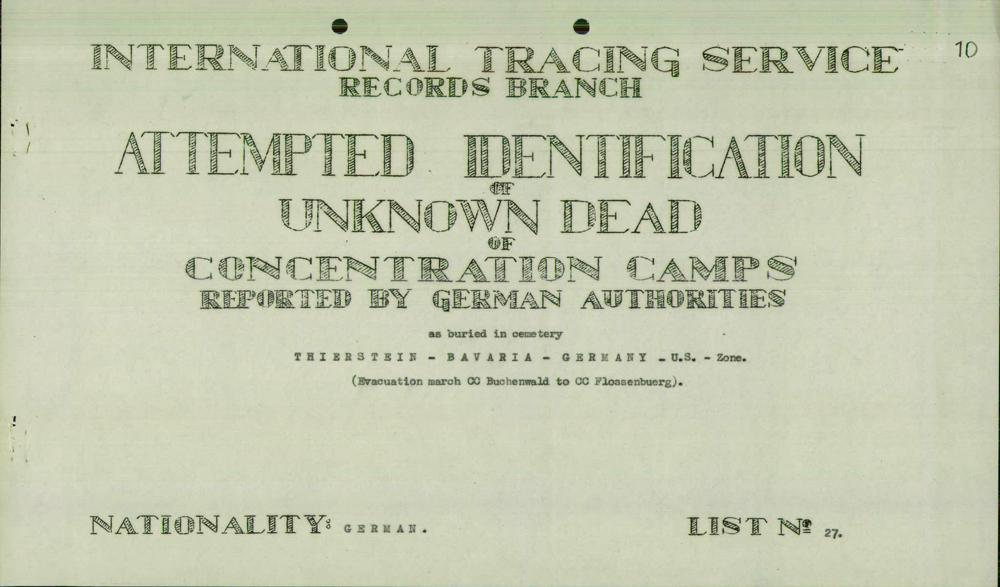 10
INTERNATIONAL TRACING SERVICE
RECORDS BRANCH
ATTEMPTED IDENTIFICATION
OF
UNKNOWN DEAD
OF
CONCENTRATION CAMPS
REPORTED BY GERMAN AUTHORITIES
as buried in cemetery
THIERSTEIN - BAVARIA - GERMANY - U.S. - Zone.
(Evacuation march CC Buchenwald to CC Flossenbuerg).
NATIONALITY: GERMAN. LIST Nº 27.